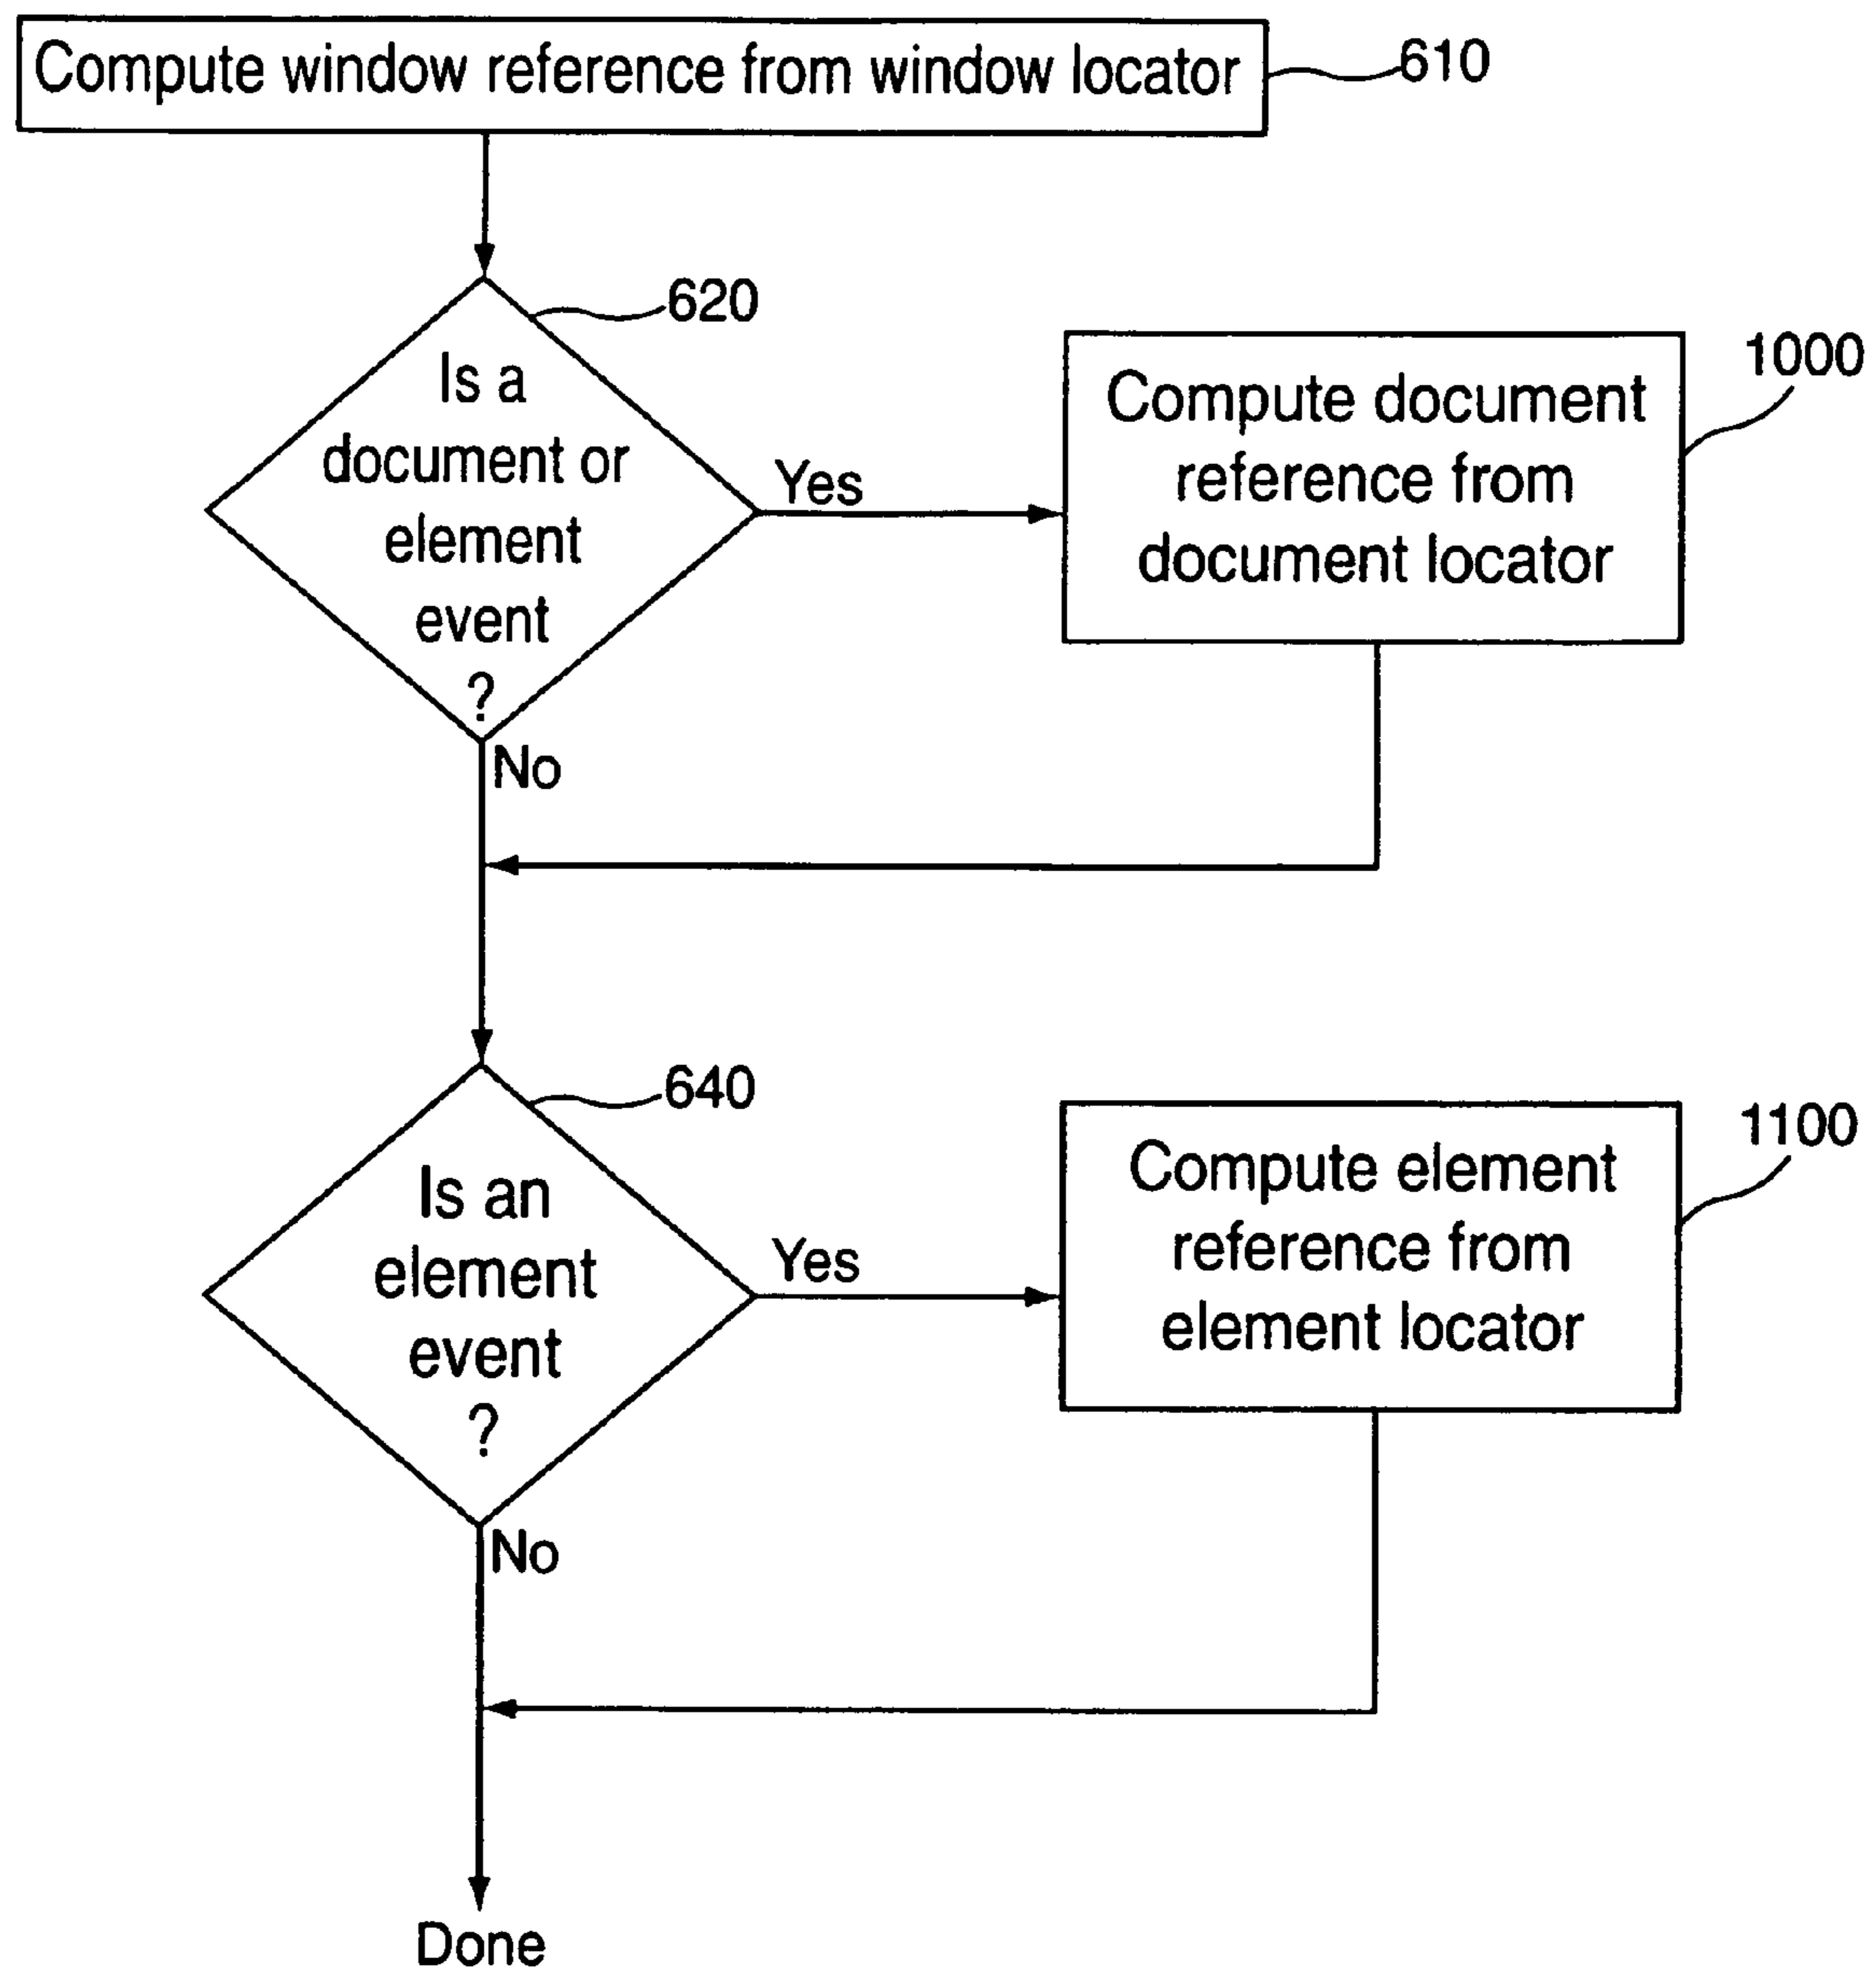 Compute window reference from window locator
610
620
Is a
document or
element
event
?
Yes
No
1000
Compute document
reference from
document locator
640
Is an
element
event
?
Yes
No
1100
Compute element
reference from
element locator
Done